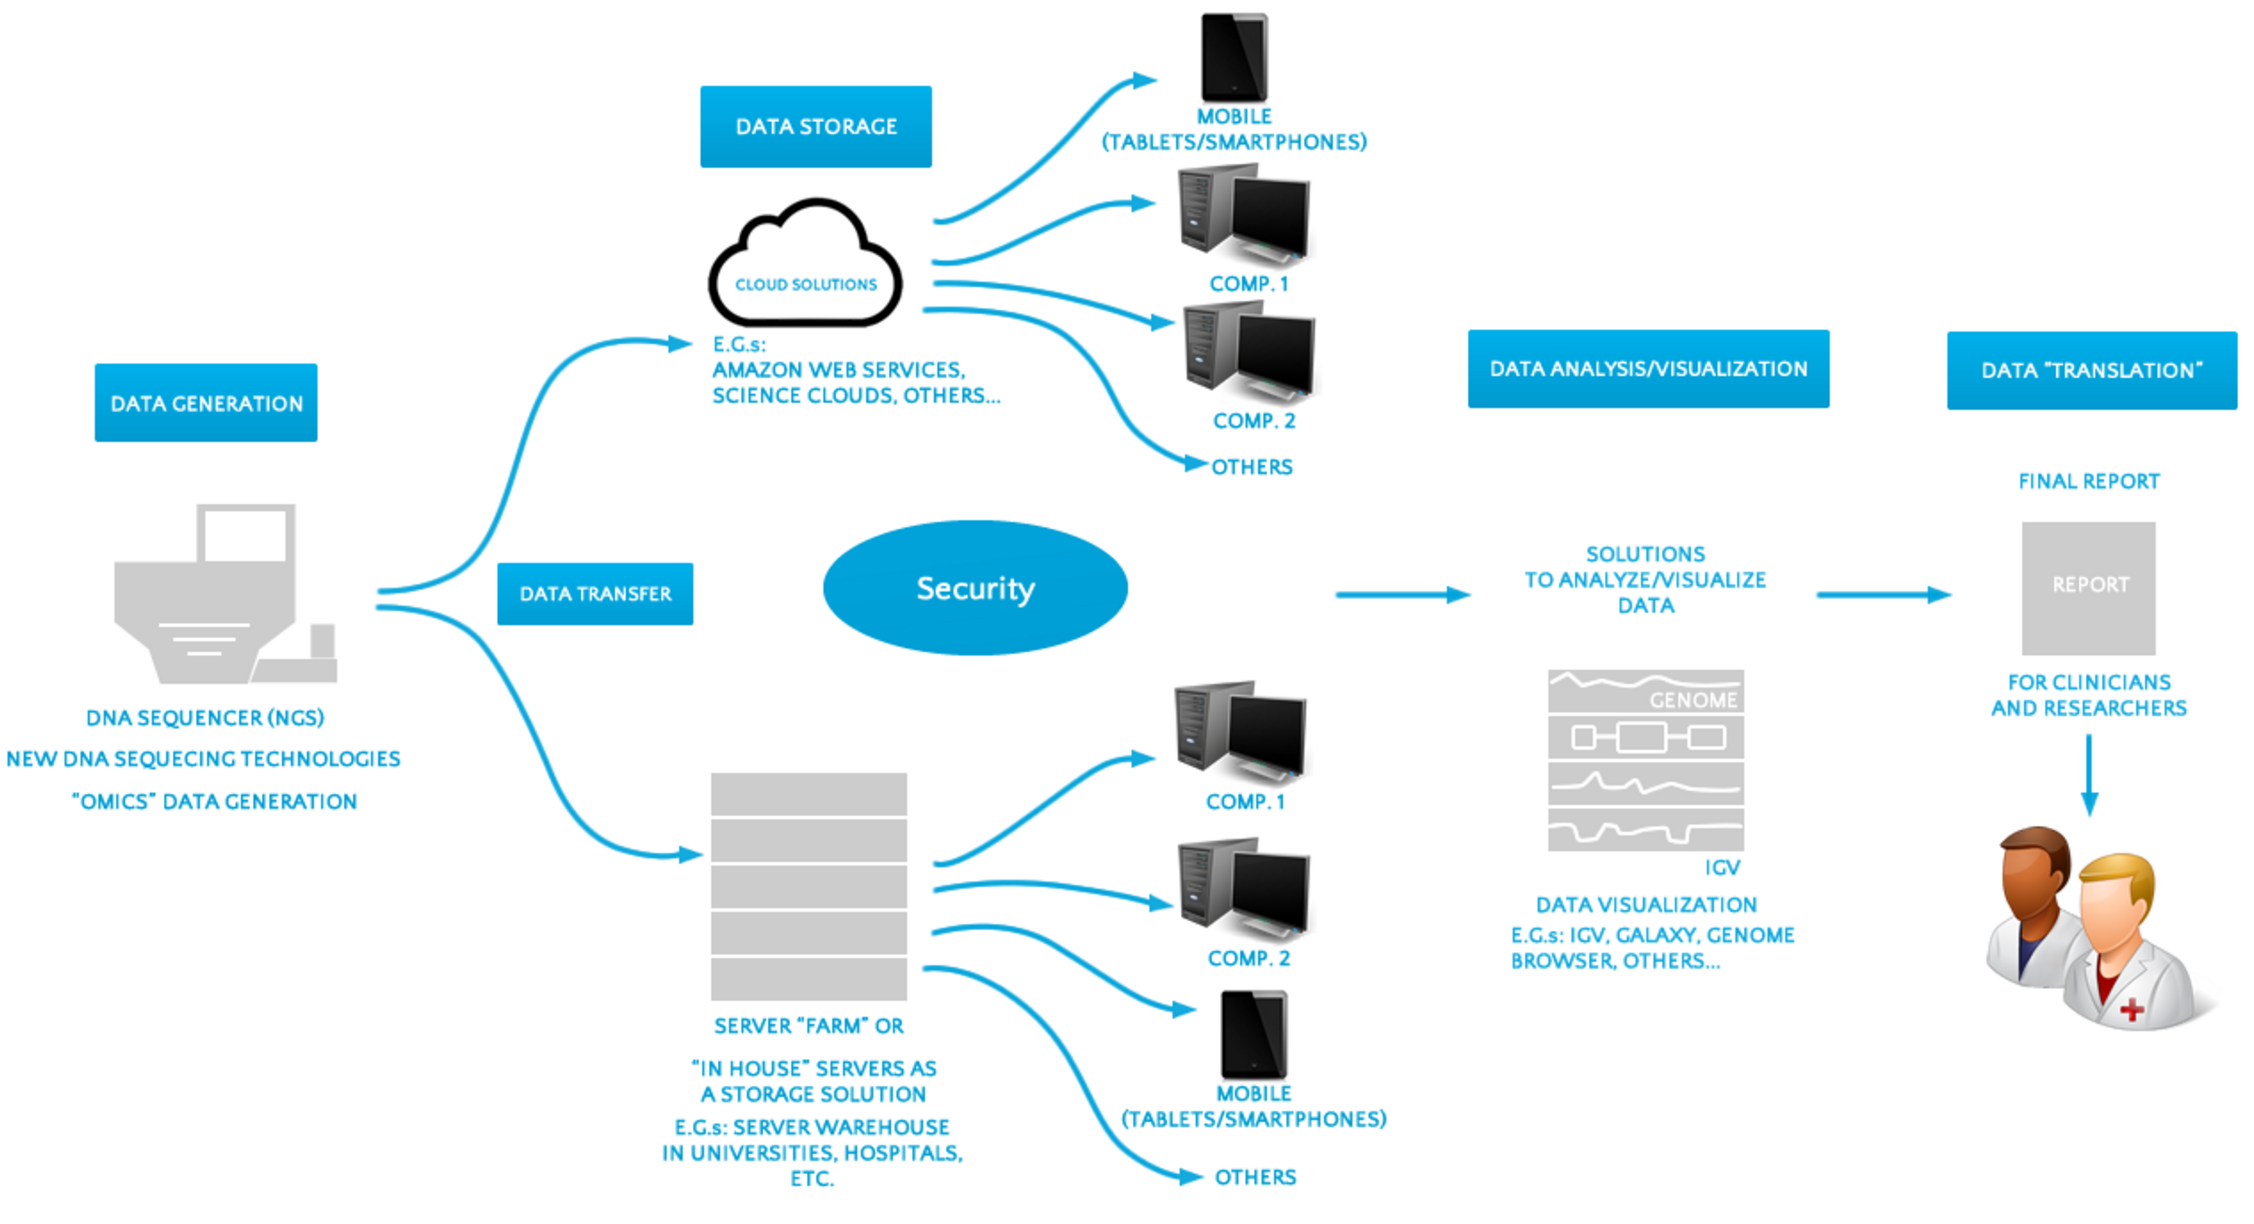 DATA GENERATION
DNA SEQUENCER (NGS)
NEW DNA SEQUECING TECHNOLOGIES
“OMICS” DATA GENERATION
DATA TRANSFER
DATA STORAGE
CLOUD SOLUTIONS
E.G.s:
AMAZON WEB SERVICES,
SCIENCE CLOUDS, OTHERS...
MOBILE
(TABLETS/SMARTPHONES)
COMP. 1
COMP. 2
OTHERS
Security
SERVER “FARM” OR
“IN HOUSE” SERVERS AS
A STORAGE SOLUTION
E.G.s: SERVER WAREHOUSE
IN UNIVERSITIES, HOSPITALS,
ETC.
COMP. 1
COMP. 2
MOBILE
(TABLETS/SMARTPHONES)
OTHERS
DATA ANALYSIS/VISUALIZATION
SOLUTIONS
TO ANALYZE/VISUALIZE
DATA
GENOME
IGV
DATA VISUALIZATION
E.G.s: IGV, GALAXY, GENOME
BROWSER, OTHERS...
DATA “TRANSLATION”
FINAL REPORT
REPORT
FOR CLINICIANS
AND RESEARCHERS